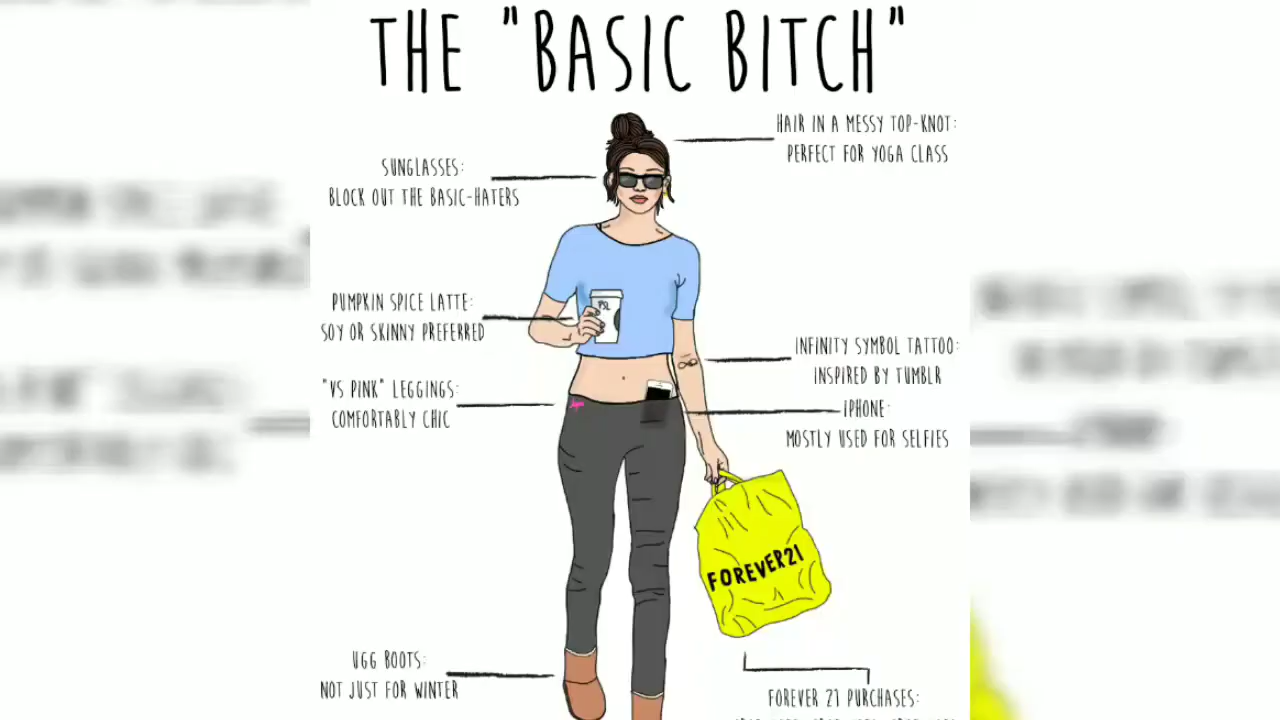 THE "BASIC BITCH"
HAIR IN A MESSY TOP-KNOT:
PERFECT FOR YOGA CLASS
SUNGLASSES:
BLOCK OUT THE BASIC-HATERS
PUMPKIN SPICE LATTE:
SOY OR SKINNY PREFERRED
PSL
INFINITY SYMBOL TATTOO:
INSPIRED BY TUMBLR
"VS PINK" LEGGINGS:
COMFORTABLY CHIC
IPHONE:
MOSTLY USED FOR SELFIES
FOREVER21
UGG BOOTS:
NOT JUST FOR WINTER
FOREVER 21 PURCHASES: